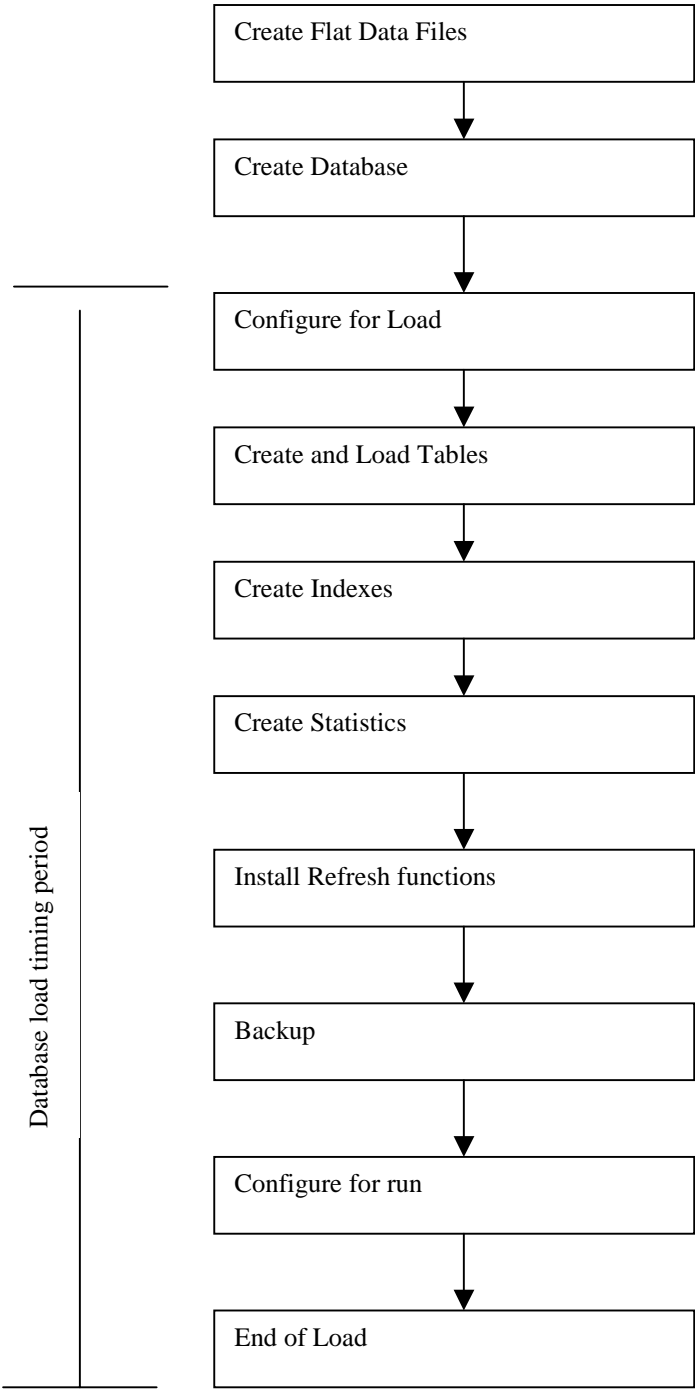 Create Flat Data Files
Create Database
Configure for Load
Create and Load Tables
Create Indexes
Create Statistics
Install Refresh functions
Backup
Configure for run
End of Load
Database load timing period